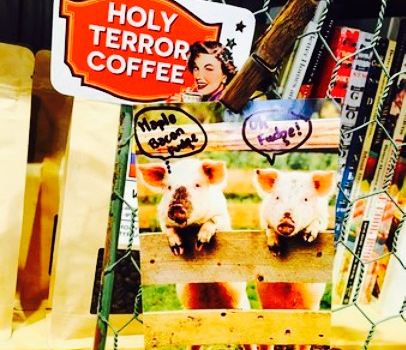 HOLY
TERROR
COFFEE
Maple
Bacon
Fudge
Oh
Fudge!